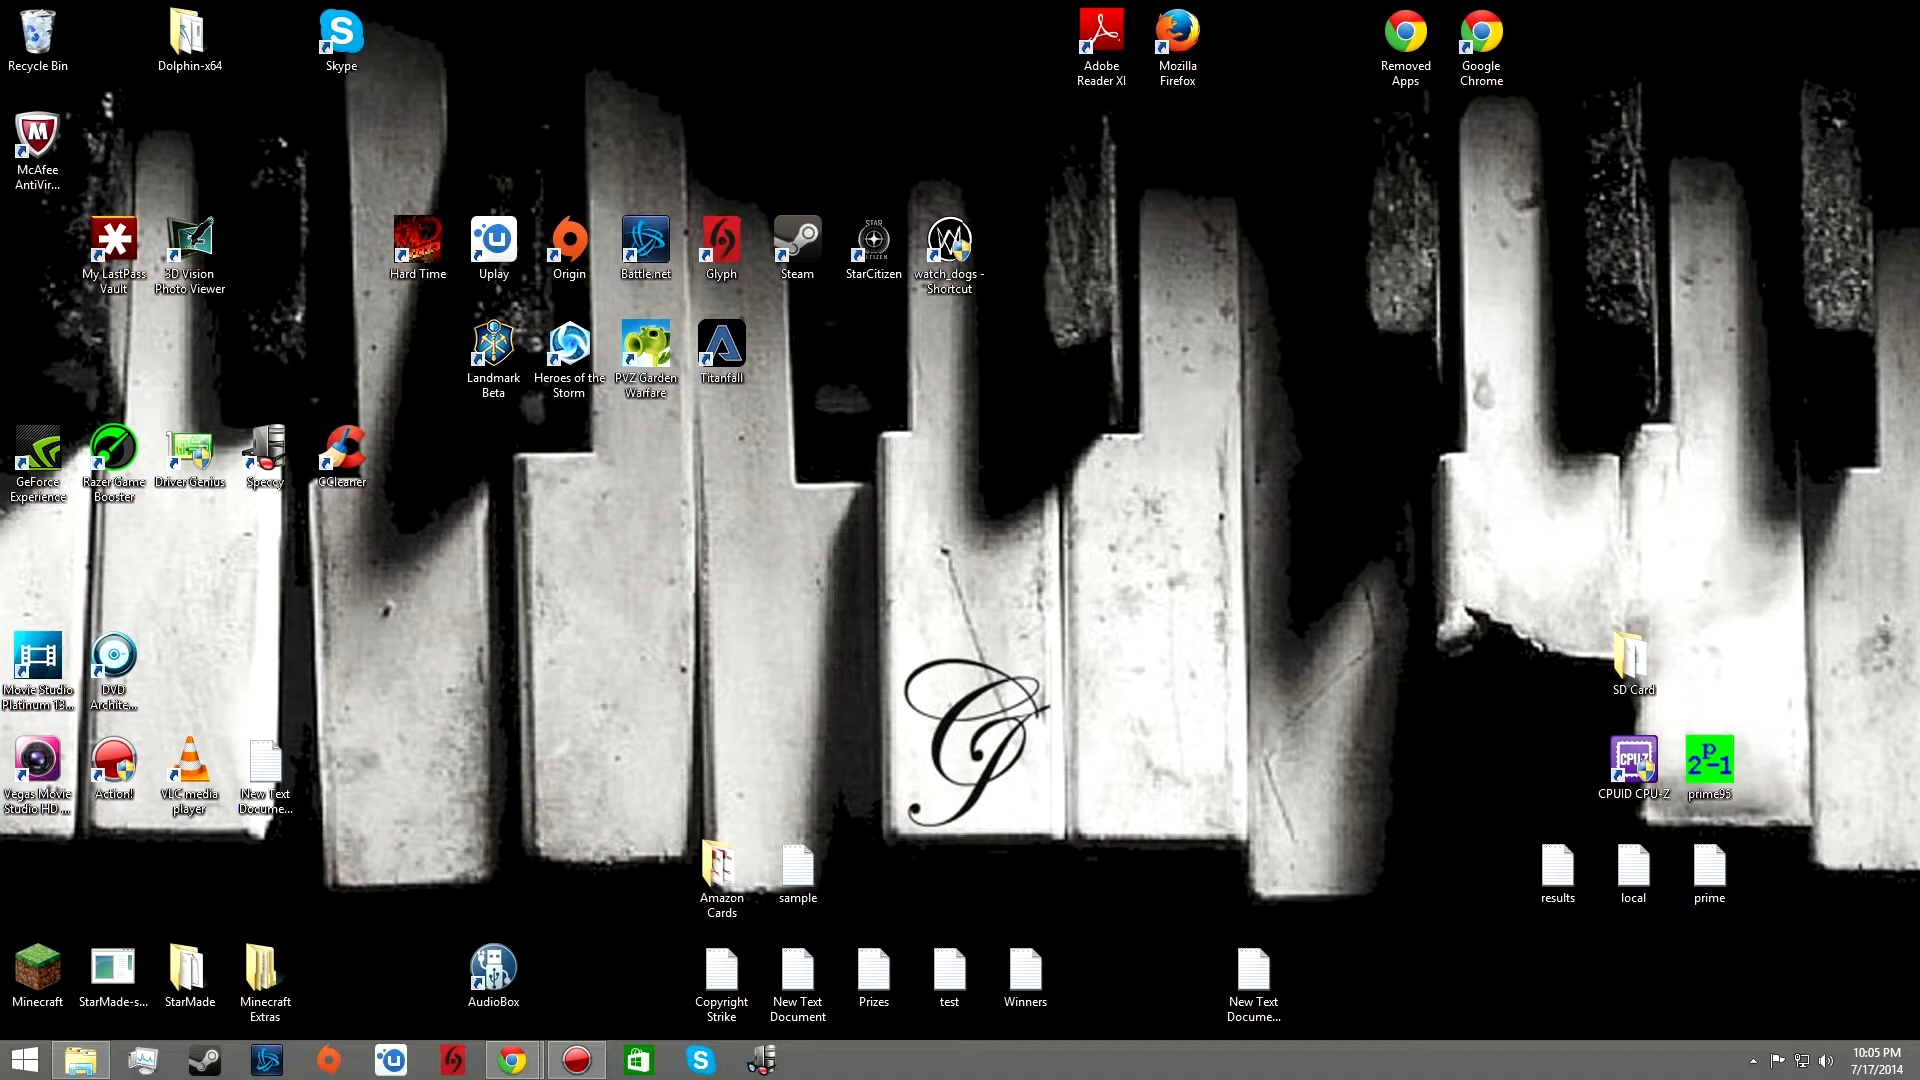 Recycle Bin
Dolphin-x64
Skype
Adobe
Reader XI
Mozilla
Firefox
Removed
Apps
Google
Chrome
McAfee
AntiVir...
My LastPass
Vault
3D Vision
Photo Viewer
Hard Time
Uplay
Origin
Battle.net
Glyph
Steam
STAR
CITIZEN
StarCitizen
watch_dogs -
Shortcut
Landmark
Beta
Heroes of the
Storm
PVZ Garden
Warfare
Titanfall
GeForce
Experience
Razer Game
Booster
Driver Genius
Speccy
CCleaner
Movie Studio
Platinum 13...
DVD
Archite...
SD Card
Vegas Movie
Studio HD ...
Action!
VLC media
player
New Text
Docume...
CPU-Z
CPUID CPU-Z
2p-1
prime95
Amazon
Cards
sample
results
local
prime
Minecraft
StarMade-s...
StarMade
Minecraft
Extras
AudioBox
Copyright
Strike
New Text
Document
Prizes
test
Winners
New Text
Docume...
10:05 PM
7/17/2014